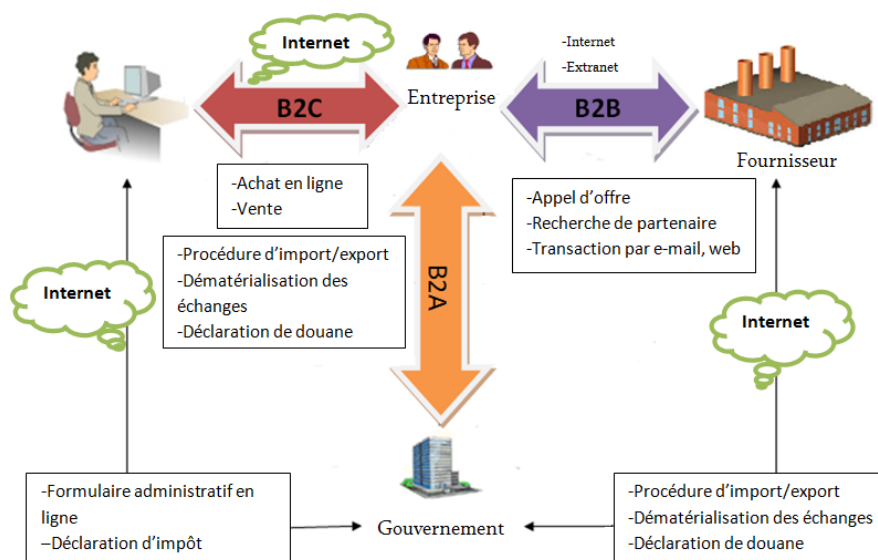 Internet
-Internet
-Extranet
B2C
Entreprise
B2B
Fournisseur
-Achat en ligne
-Vente
-Appel d’offre
-Recherche de partenaire
-Transaction par e-mail, web
-Procédure d’import/export
-Dématérialisation des
échanges
-Déclaration de douane
B2A
Internet
Internet
-Formulaire administratif en
ligne
–Déclaration d’impôt
Gouvernement
-Procédure d’import/export
-Dématérialisation des échanges
-Déclaration de douane